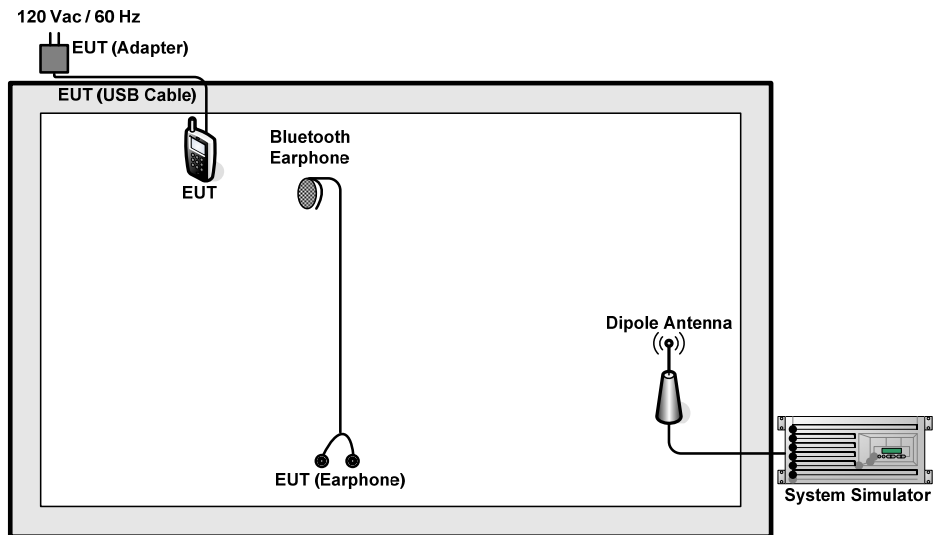 120 Vac / 60 Hz
EUT (Adapter)
EUT (USB Cable)
EUT
Bluetooth
Earphone
Dipole Antenna
EUT (Earphone)
System Simulator